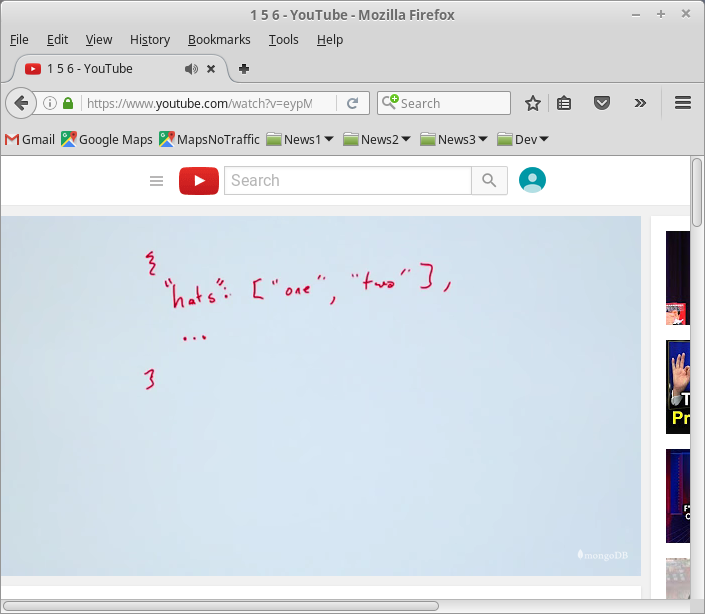 1 5 6 - YouTube - Mozilla Firefox
File Edit View History Bookmarks Tools Help
1 5 6 - YouTube
https://www.youtube.com/watch?v=eypM
Search
Gmail Google Maps MapsNoTraffic News1 News2 News3 Dev
Search
{
"hats": ["one", "two"],
...
}
mongoDB